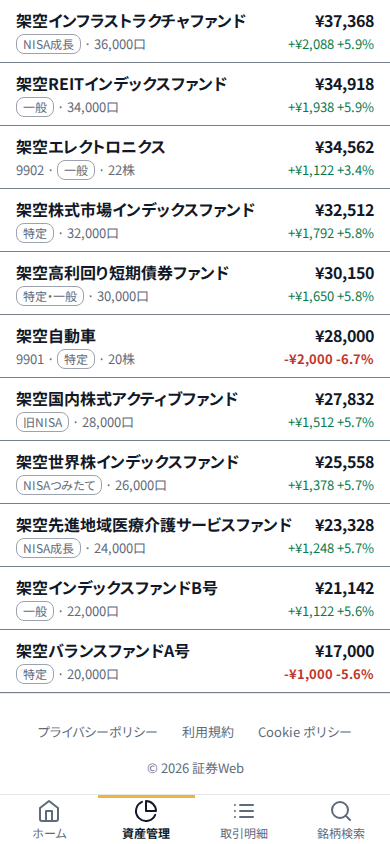 架空インフラストラクチャファンド ¥37,368
NISA成長 · 36,000口 +¥2,088 +5.9%
架空REITインデックスファンド ¥34,918
一般 · 34,000口 +¥1,938 +5.9%
架空エレクトロニクス ¥34,562
9902 · 一般 · 22株 +¥1,122 +3.4%
架空株式市場インデックスファンド ¥32,512
特定 · 32,000口 +¥1,792 +5.8%
架空高利回り短期債券ファンド ¥30,150
特定・一般 · 30,000口 +¥1,650 +5.8%
架空自動車 ¥28,000
9901 · 特定 · 20株 -¥2,000 -6.7%
架空国内株式アクティブファンド ¥27,832
旧NISA · 28,000口 +¥1,512 +5.7%
架空世界株インデックスファンド ¥25,558
NISAつみたて · 26,000口 +¥1,378 +5.7%
架空先進地域医療介護サービスファンド ¥23,328
NISA成長 · 24,000口 +¥1,248 +5.7%
架空インデックスファンドB号 ¥21,142
一般 · 22,000口 +¥1,122 +5.6%
架空バランスファンドA号 ¥17,000
特定 · 20,000口 -¥1,000 -5.6%
プライバシーポリシー 利用規約 Cookie ポリシー
© 2026 証券Web
ホーム 資産管理 取引明細 銘柄検索